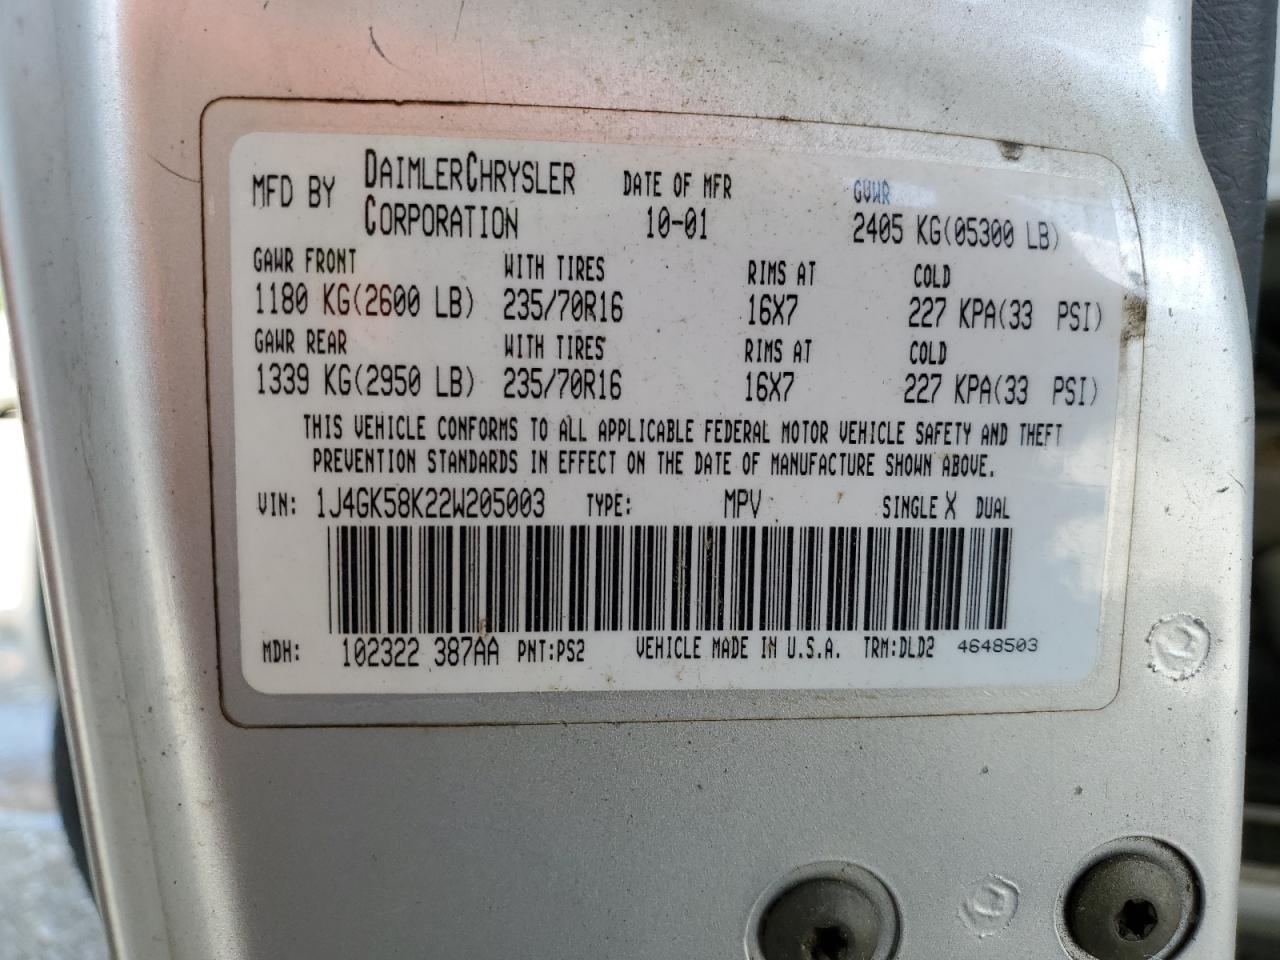 MFD BY DAIMLERCHRYSLER CORPORATION DATE OF MFR 10-01 GVWR 2405 KG(05300 LB)
GAWR FRONT WITH TIRES RIMS AT COLD
1180 KG(2600 LB) 235/70R16 16X7 227 KPA(33 PSI)
GAWR REAR WITH TIRES RIMS AT COLD
1339 KG(2950 LB) 235/70R16 16X7 227 KPA(33 PSI)
THIS VEHICLE CONFORMS TO ALL APPLICABLE FEDERAL MOTOR VEHICLE SAFETY AND THEFT
PREVENTION STANDARDS IN EFFECT ON THE DATE OF MANUFACTURE SHOWN ABOVE.
VIN: 1J4GK58K22W205003 TYPE: MPV SINGLE X DUAL
MDH: 102322 387AA PNT:PS2 VEHICLE MADE IN U.S.A. TRM:DLD2 4648503